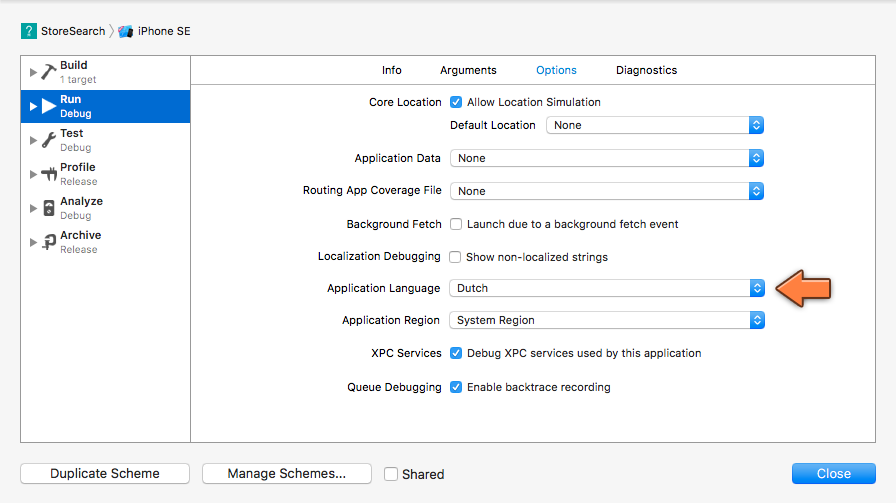 StoreSearch iPhone SE
Build
1 target
Run
Debug
Test
Debug
Profile
Release
Analyze
Debug
Archive
Release
Info Arguments Options Diagnostics
Core Location Allow Location Simulation
Default Location None
Application Data None
Routing App Coverage File None
Background Fetch Launch due to a background fetch event
Localization Debugging Show non-localized strings
Application Language Dutch
Application Region System Region
XPC Services Debug XPC services used by this application
Queue Debugging Enable backtrace recording
Duplicate Scheme Manage Schemes... Shared Close